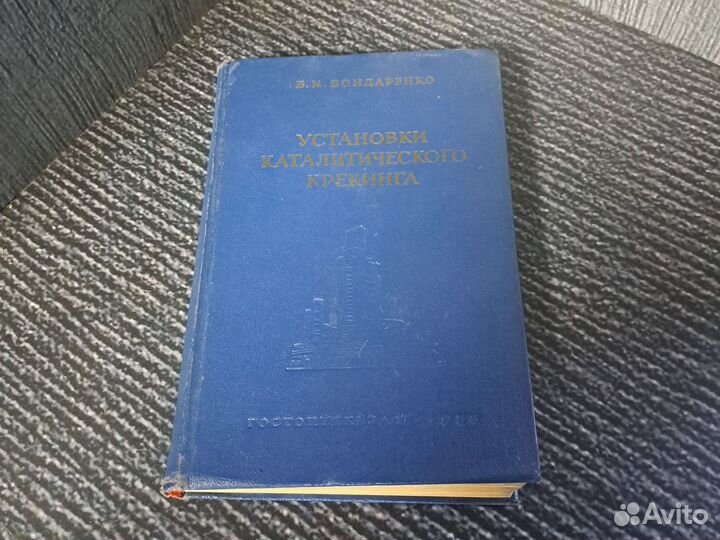 Б. И. БОНДАРЕНКО
УСТАНОВКИ
КАТАЛИТИЧЕСКОГО
КРЕКИНГА
ГОСТОПТЕХИЗДАТ
Avito